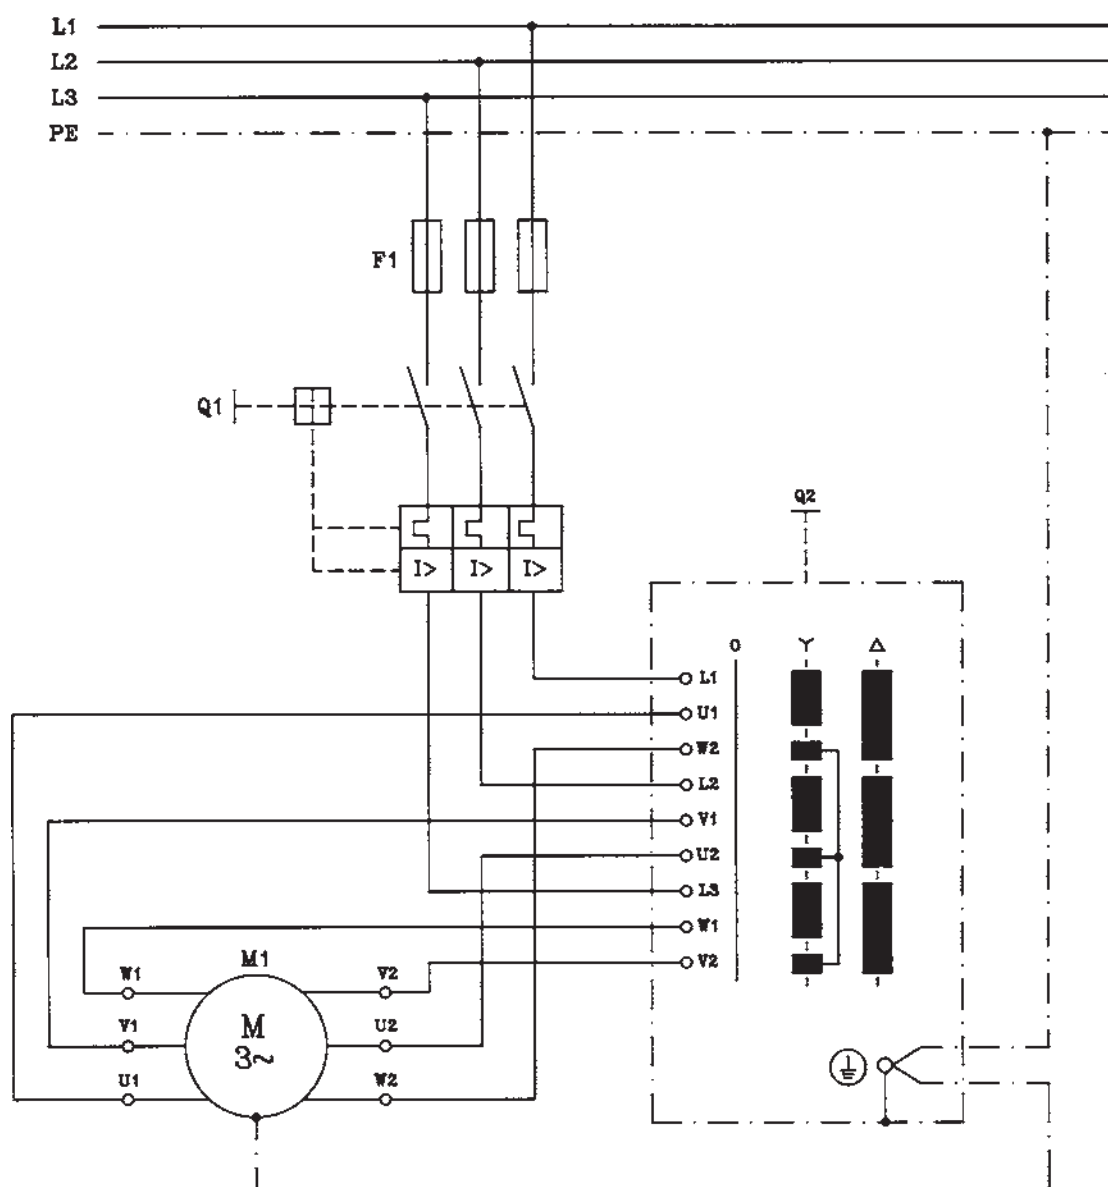 L1
L2
L3
PE
F1
Q1
I> I> I>
Q2
0 Y Δ
L1
U1
W2
L2
V1
U2
L3
W1
V2
M1
W1 V2
V1 M U2
3~
U1 W2